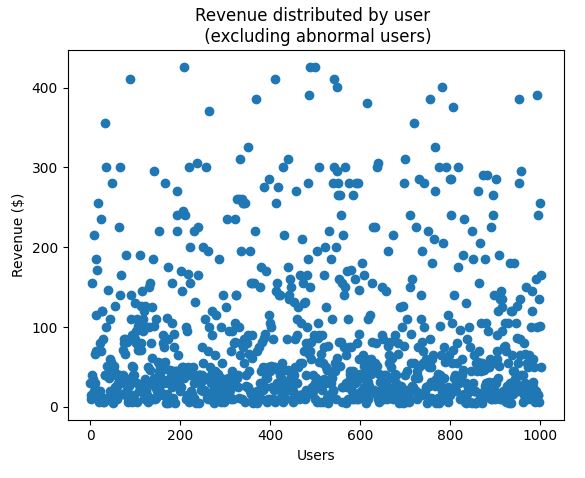 Revenue distributed by user
(excluding abnormal users)
Revenue ($)
400
300
200
100
0
0 200 400 600 800 1000
Users